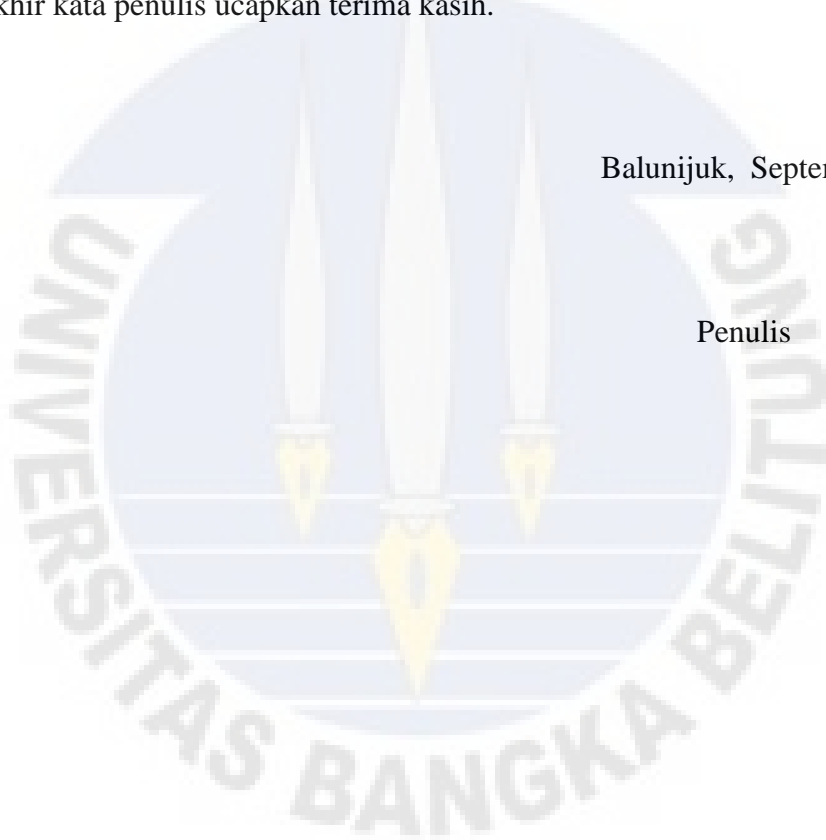 khir kata penulis ucapkan terima kasih.
Balunijuk, Septe
Penulis
UNIVERSITAS BANGKA BELITUNG